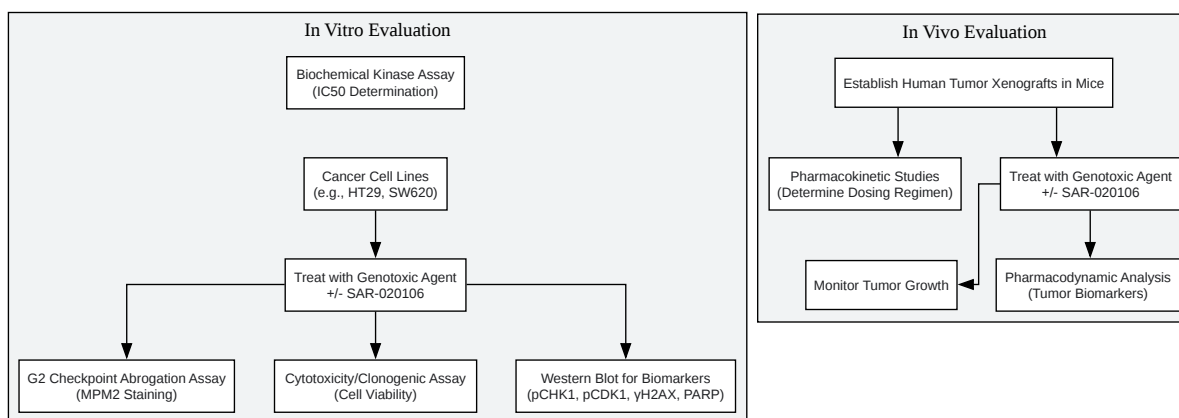 In Vitro Evaluation
Biochemical Kinase Assay
(IC50 Determination)
Cancer Cell Lines
(e.g., HT29, SW620)
Treat with Genotoxic Agent
+/- SAR-020106
G2 Checkpoint Abrogation Assay
(MPM2 Staining)
Cytotoxicity/Clonogenic Assay
(Cell Viability)
Western Blot for Biomarkers
(pCHK1, pCDK1, γH2AX, PARP)
In Vivo Evaluation
Establish Human Tumor Xenografts in Mice
Pharmacokinetic Studies
(Determine Dosing Regimen)
Treat with Genotoxic Agent
+/- SAR-020106
Monitor Tumor Growth
Pharmacodynamic Analysis
(Tumor Biomarkers)